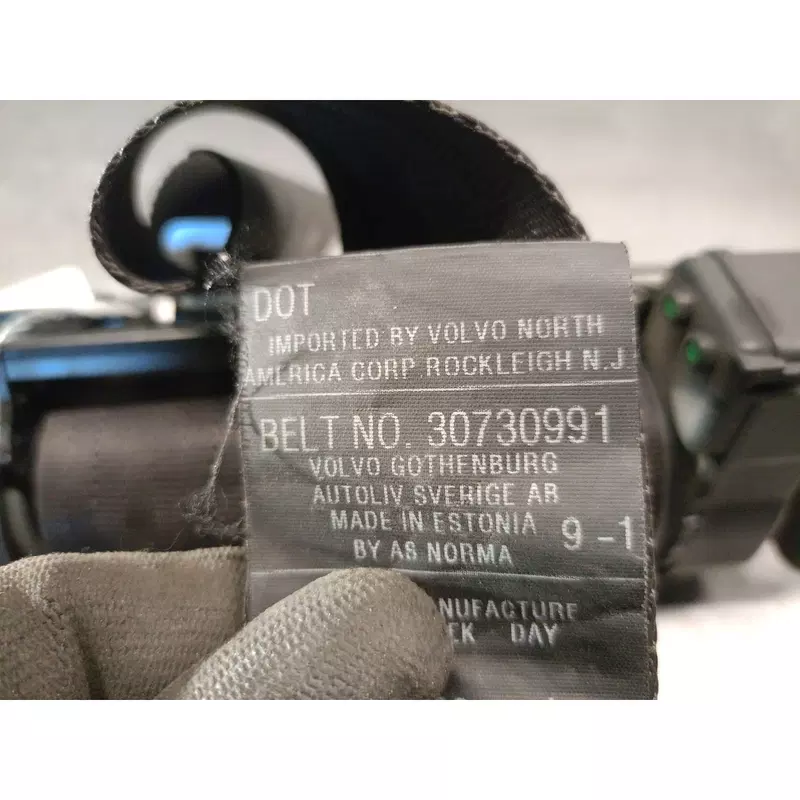 DOT
IMPORTED BY VOLVO NORTH
AMERICA CORP ROCKLEIGH N.J
BELT NO. 30730991
VOLVO GOTHENBURG
AUTOLIV SVERIGE AB
MADE IN ESTONIA 9-1
BY AS NORMA
NUFACTURE
EK DAY